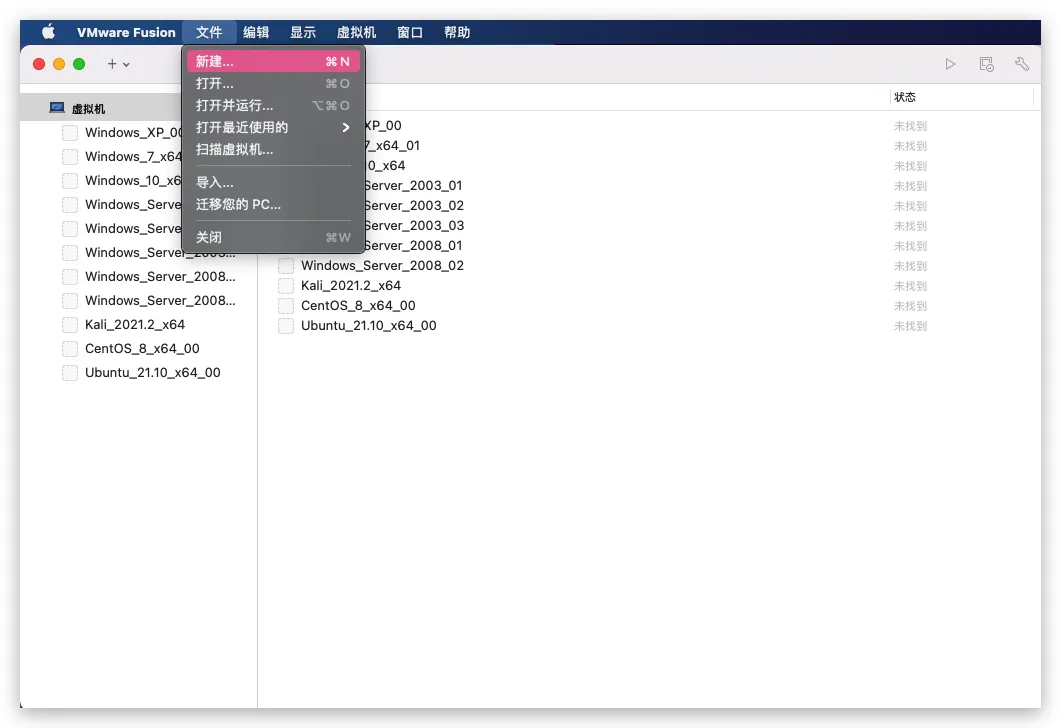 VMware Fusion 文件 编辑 显示 虚拟机 窗口 帮助
新建... ⌘ N
打开... ⌘ O
打开并运行... ⌥ ⌘ O
打开最近使用的
扫描虚拟机...
导入...
迁移您的 PC...
关闭 ⌘ W
虚拟机
Windows_XP_00
Windows_7_x64
Windows_10_x6
Windows_Serve
Windows_Serve
Windows_Server_2003...
Windows_Server_2008...
Windows_Server_2008...
Kali_2021.2_x64
CentOS_8_x64_00
Ubuntu_21.10_x64_00
状态
XP_00 未找到
7_x64_01 未找到
10_x64 未找到
Server_2003_01 未找到
Server_2003_02 未找到
Server_2003_03 未找到
Server_2008_01 未找到
Windows_Server_2008_02 未找到
Kali_2021.2_x64 未找到
CentOS_8_x64_00 未找到
Ubuntu_21.10_x64_00 未找到